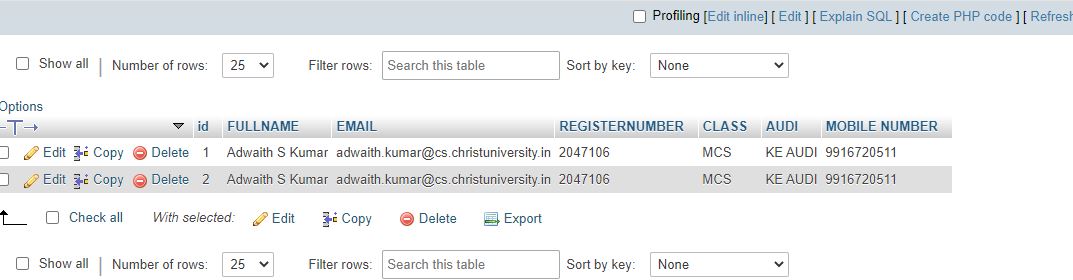 Profiling [Edit inline] [ Edit ] [ Explain SQL ] [ Create PHP code ] [ Refresh
Show all | Number of rows: 25 Filter rows: Search this table Sort by key: None
Options
id FULLNAME EMAIL REGISTERNUMBER CLASS AUDI MOBILE NUMBER
Edit Copy Delete 1 Adwaith S Kumar adwaith.kumar@cs.christuniversity.in 2047106 MCS KE AUDI 9916720511
Edit Copy Delete 2 Adwaith S Kumar adwaith.kumar@cs.christuniversity.in 2047106 MCS KE AUDI 9916720511
Check all With selected: Edit Copy Delete Export
Show all | Number of rows: 25 Filter rows: Search this table Sort by key: None